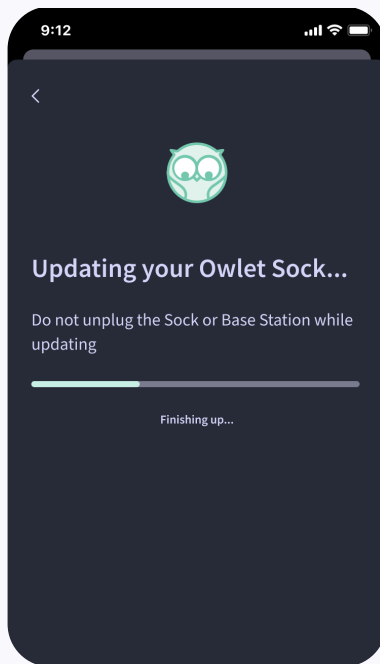 9:12
Updating your Owlet Sock...
Do not unplug the Sock or Base Station while
updating
Finishing up...